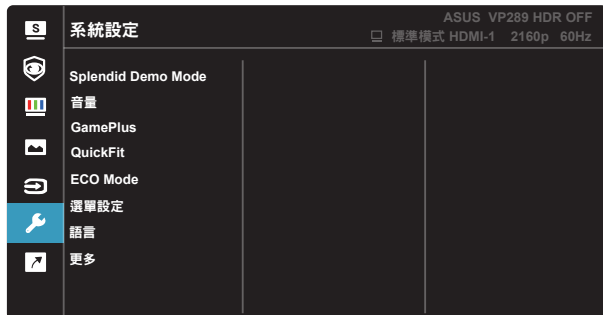 S
系統設定
ASUS VP289 HDR OFF
標準模式 HDMI-1 2160p 60Hz
Splendid Demo Mode
音量
GamePlus
QuickFit
ECO Mode
選單設定
語言
更多